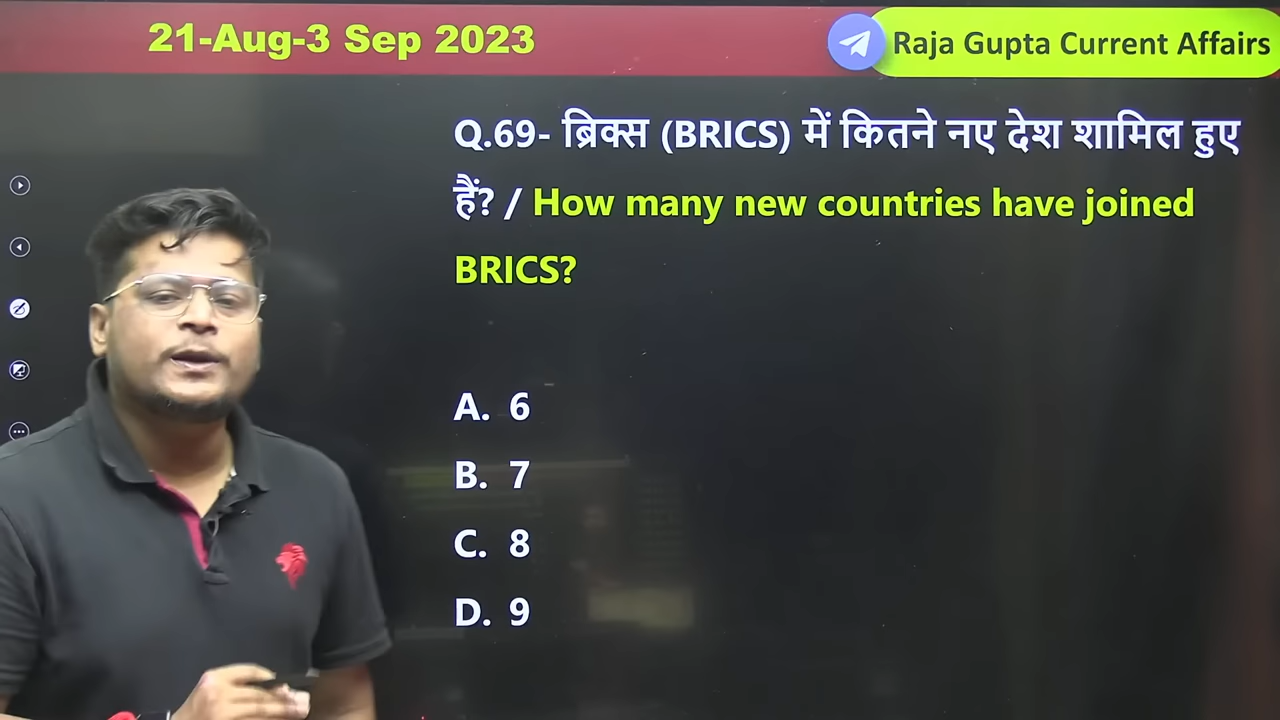 21-Aug-3 Sep 2023
Raja Gupta Current Affairs
Q.69- ब्रिक्स (BRICS) में कितने नए देश शामिल हुए
हैं? / How many new countries have joined
BRICS?
A. 6
B. 7
C. 8
D. 9